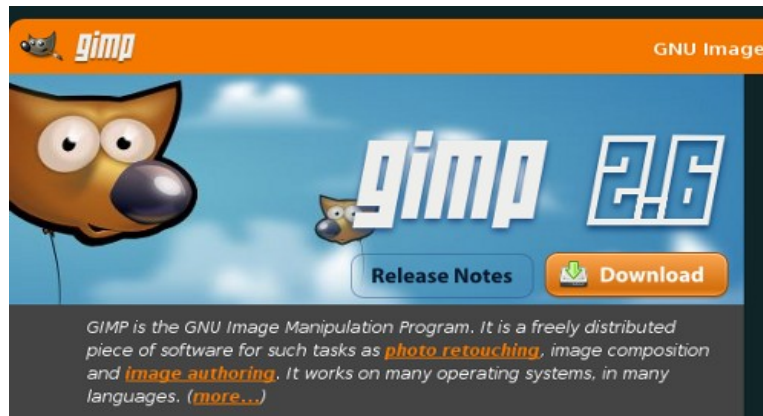 gimp
GNU Image
gimp 2.6
Release Notes
Download
GIMP is the GNU Image Manipulation Program. It is a freely distributed
piece of software for such tasks as photo retouching, image composition
and image authoring. It works on many operating systems, in many
languages. (more...)